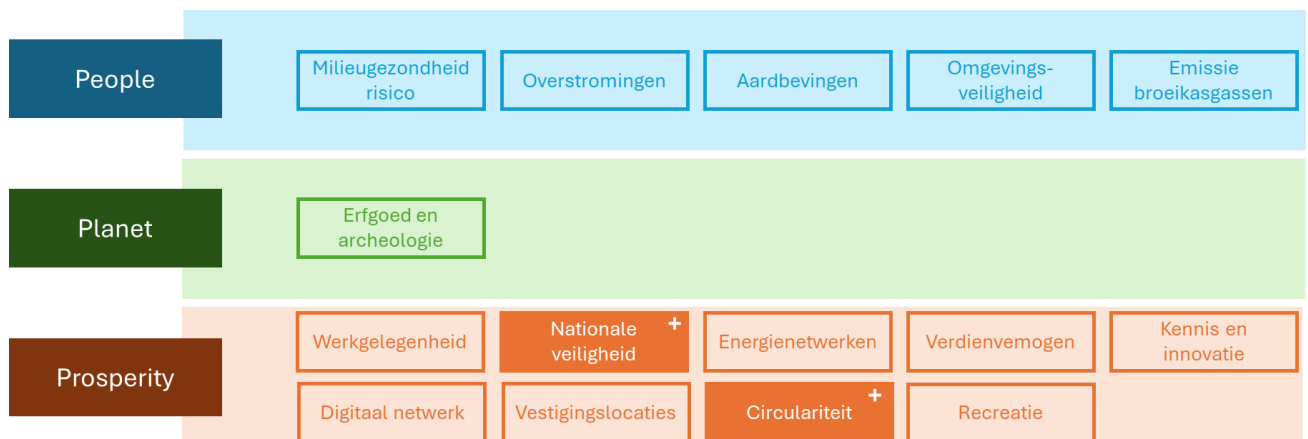 People
Milieugezondheid
risico
Overstromingen
Aardbevingen
Omgevings-
veiligheid
Emissie
broeikasgassen
Planet
Erfgoed en
archeologie
Prosperity
Werkgelegenheid
Nationale
veiligheid
+
Energienetwerken
Verdienvemogen
Kennis en
innovatie
Digitaal netwerk
Vestigingslocaties
Circulariteit
+
Recreatie